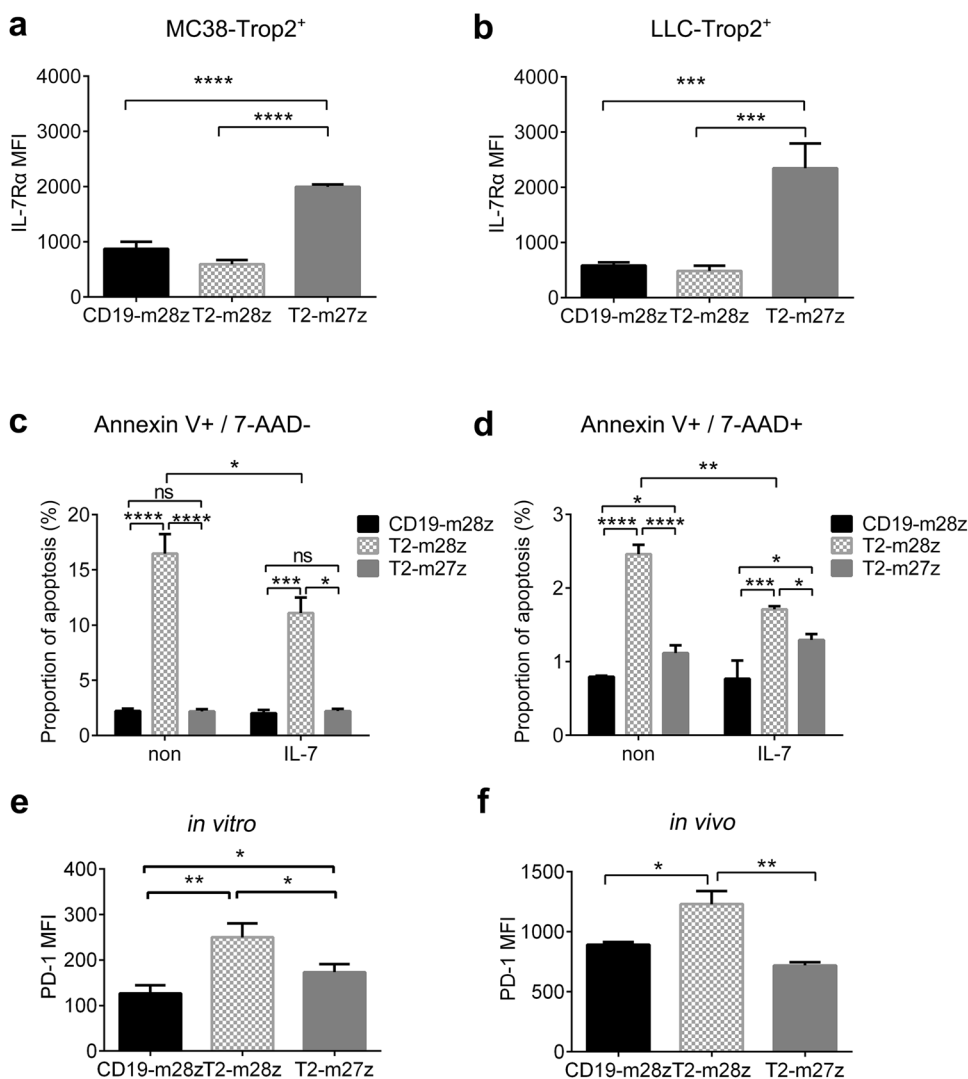 a
MC38-Trop2+
IL-7Rα MFI
4000
3000
2000
1000
0
****
****
CD19-m28z T2-m28z T2-m27z
b
LLC-Trop2+
IL-7Rα MFI
4000
3000
2000
1000
0
***
***
CD19-m28z T2-m28z T2-m27z
c
Annexin V+ / 7-AAD-
Proportion of apoptosis (%)
20
15
10
5
0
*
ns
**** ****
ns
*** *
non IL-7
d
Annexin V+ / 7-AAD+
Proportion of apoptosis (%)
3
2
1
0
**
*
**** ****
*
*** *
non IL-7
CD19-m28z
T2-m28z
T2-m27z
CD19-m28z
T2-m28z
T2-m27z
e
in vitro
PD-1 MFI
400
300
200
100
0
*
** *
CD19-m28z T2-m28z T2-m27z
f
in vivo
PD-1 MFI
1500
1000
500
0
* **
CD19-m28z T2-m28z T2-m27z